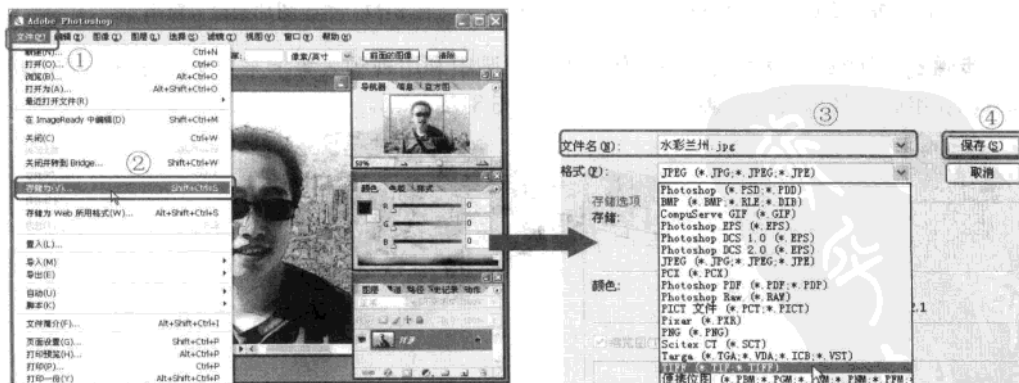 Adobe Photoshop
文件(F) 编辑(E) 图像(I) 图层(L) 选择(S) 滤镜(T) 视图(V) 窗口(W) 帮助(H)
①
新建(N)... Ctrl+N
打开(O)... Ctrl+O
浏览(B)... Alt+Ctrl+O
打开为(A)... Alt+Shift+Ctrl+O
最近打开文件(R)
在 ImageReady 中编辑(D) Shift+Ctrl+M
关闭(C) Ctrl+W
关闭并转到 Bridge... Shift+Ctrl+W
②
存储为(V)... Shift+Ctrl+S
存储为 Web 所用格式(W)... Alt+Shift+Ctrl+S
置入(L)...
导入(M)
导出(E)
自动(U)
脚本(K)
文件简介(F)... Alt+Shift+Ctrl+I
页面设置(G)... Shift+Ctrl+P
打印预览(H)... Alt+Ctrl+P
打印(P)... Ctrl+P
打印一份(Y) Alt+Shift+Ctrl+P
像素/英寸 前面的图像 清除
导航器 信息 直方图
50%
颜色 色板 样式
R 0
G 0
B 0
图层 通道 路径 历史记录 动作
背景
③
④
文件名(N): 水彩兰州.jpg 保存(S)
格式(F): JPEG (*.JPG;*.JPEG;*.JPE) 取消
存储选项
存储:
颜色:
Photoshop (*.PSD;*.PDD)
BMP (*.BMP;*.RLE;*.DIB)
CompuServe GIF (*.GIF)
Photoshop EPS (*.EPS)
Photoshop DCS 1.0 (*.EPS)
Photoshop DCS 2.0 (*.EPS)
JPEG (*.JPG;*.JPEG;*.JPE)
PCX (*.PCX)
Photoshop PDF (*.PDF;*.PDP)
Photoshop Raw (*.RAW)
PICT 文件 (*.PCT;*.PICT)
Pixar (*.PXR)
PNG (*.PNG)
Scitex CT (*.SCT)
Targa (*.TGA;*.VDA;*.ICB;*.VST)
TIFF (*.TIF;*.TIFF)
便携位图 (*.PBM;*.PGM;
2.1